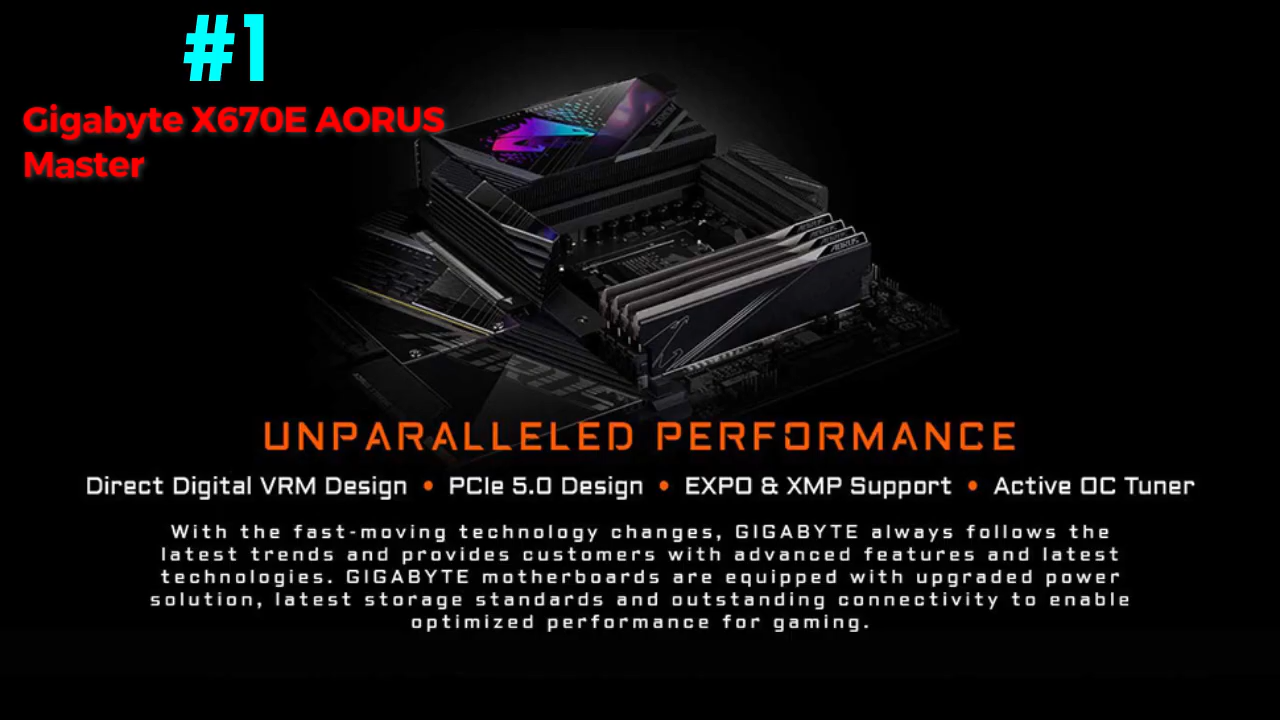 #1
Gigabyte X670E AORUS
Master
UNPARALLELED PERFORMANCE
Direct Digital VRM Design • PCIe 5.0 Design • EXPO & XMP Support • Active OC Tuner
With the fast-moving technology changes, GIGABYTE always follows the
latest trends and provides customers with advanced features and latest
technologies. GIGABYTE motherboards are equipped with upgraded power
solution, latest storage standards and outstanding connectivity to enable
optimized performance for gaming.